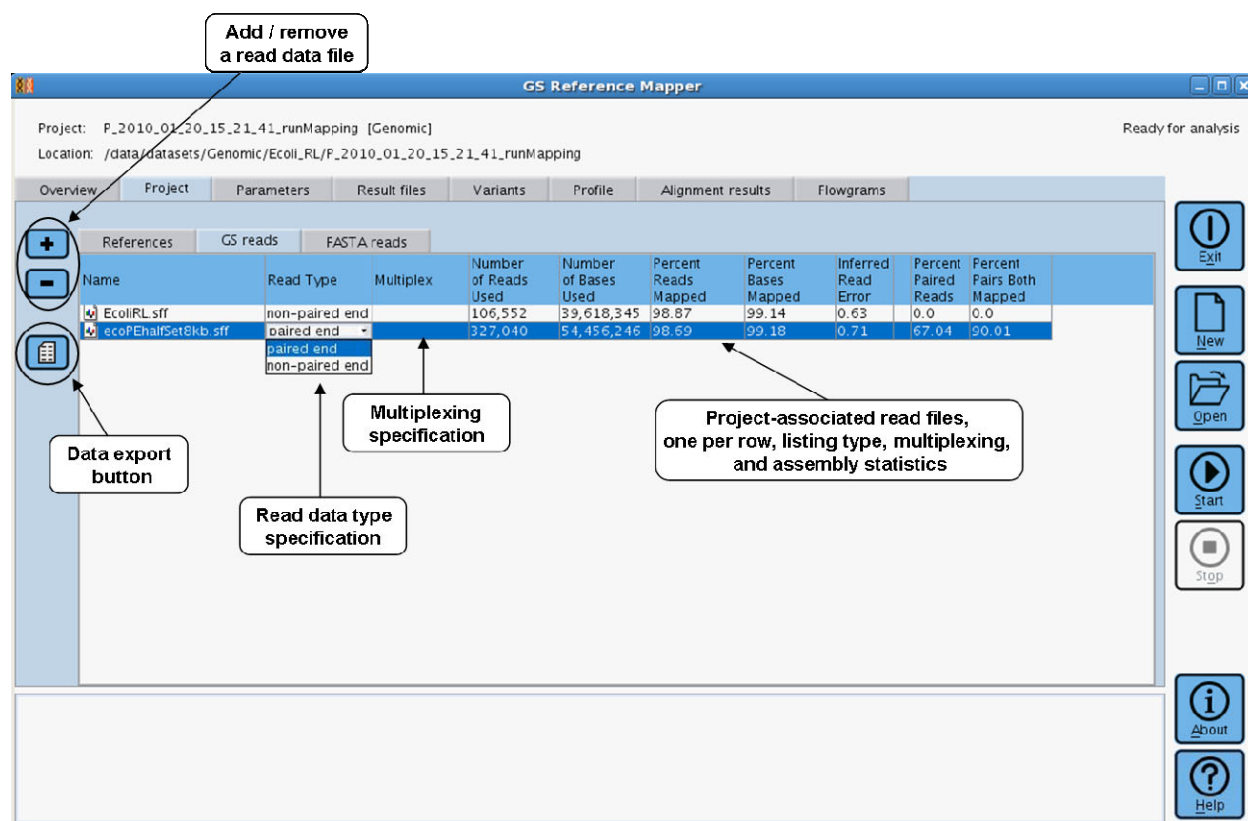 Add / remove
a read data file
GS Reference Mapper
Project: P_2010_01_20_15_21_41_runMapping [Genomic]
Ready for analysis
Location: /data/datasets/Genomic/Ecoli_RL/P_2010_01_20_15_21_41_runMapping
Overview Project Parameters Result files Variants Profile Alignment results Flowgrams
References GS reads FASTA reads
Name Read Type Multiplex Number of Reads Used Number of Bases Used Percent Reads Mapped Percent Bases Mapped Inferred Read Error Percent Paired Reads Percent Pairs Both Mapped
EcoliRL.sff non-paired end 106,552 39,618,345 98.87 99.14 0.63 0.0 0.0
ecoPEhalfSet8kb.sff paired end 327,040 54,456,246 98.69 99.18 0.71 67.04 90.01
paired end
non-paired end
Multiplexing
specification
Project-associated read files,
one per row, listing type, multiplexing,
and assembly statistics
Data export
button
Read data type
specification
Exit
New
Open
Start
Stop
About
Help